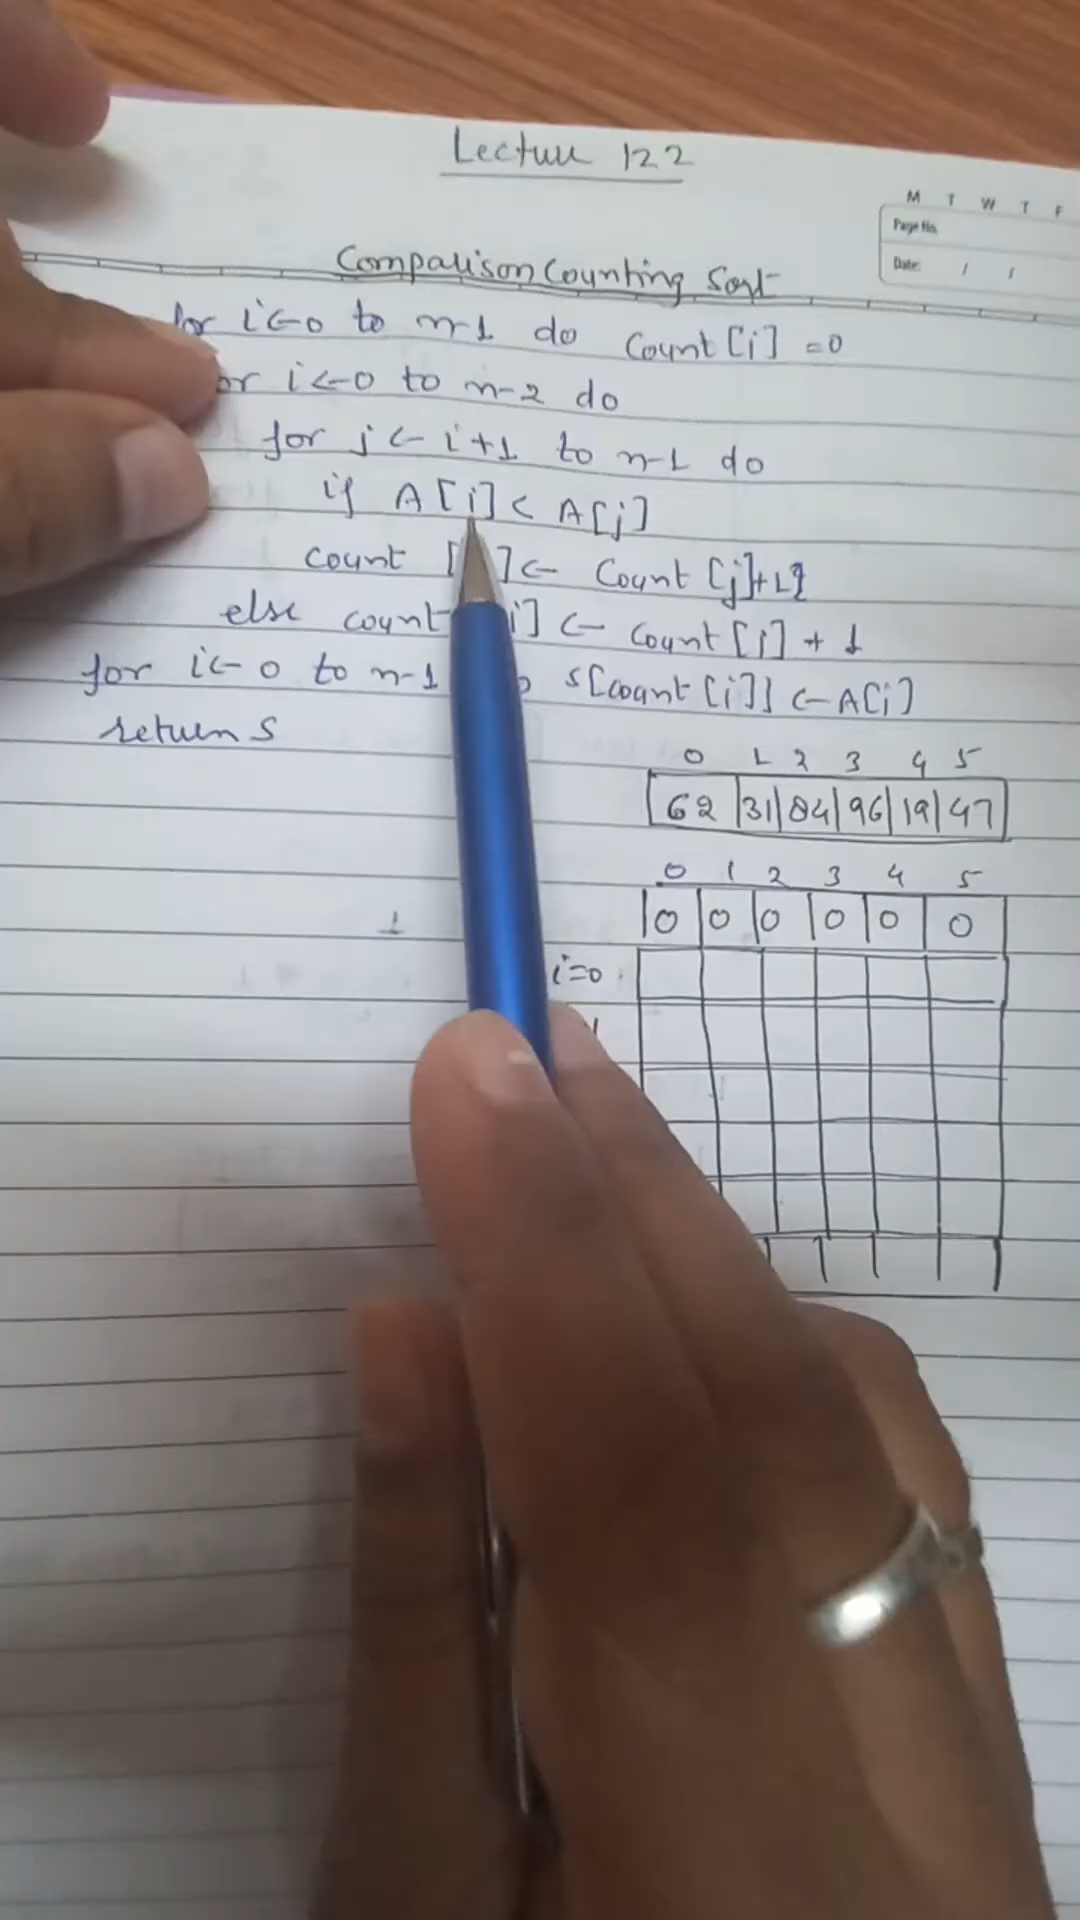 Lecture 122
M T W T F
Page No.
Date: / /
Comparison Counting Sort
for i←0 to n-1 do Count[i] =0
or i←0 to n-2 do
for j ← i+1 to n-1 do
if A[i] < A[j]
count [ ] ← Count [j]+1}
else count i] ← count [i] + 1
for i←0 to n-1 o S[count [i]] ← A[i]
return S
0 1 2 3 4 5
62 31 84 96 19 47
0 1 2 3 4 5
0 0 0 0 0 0
i=0